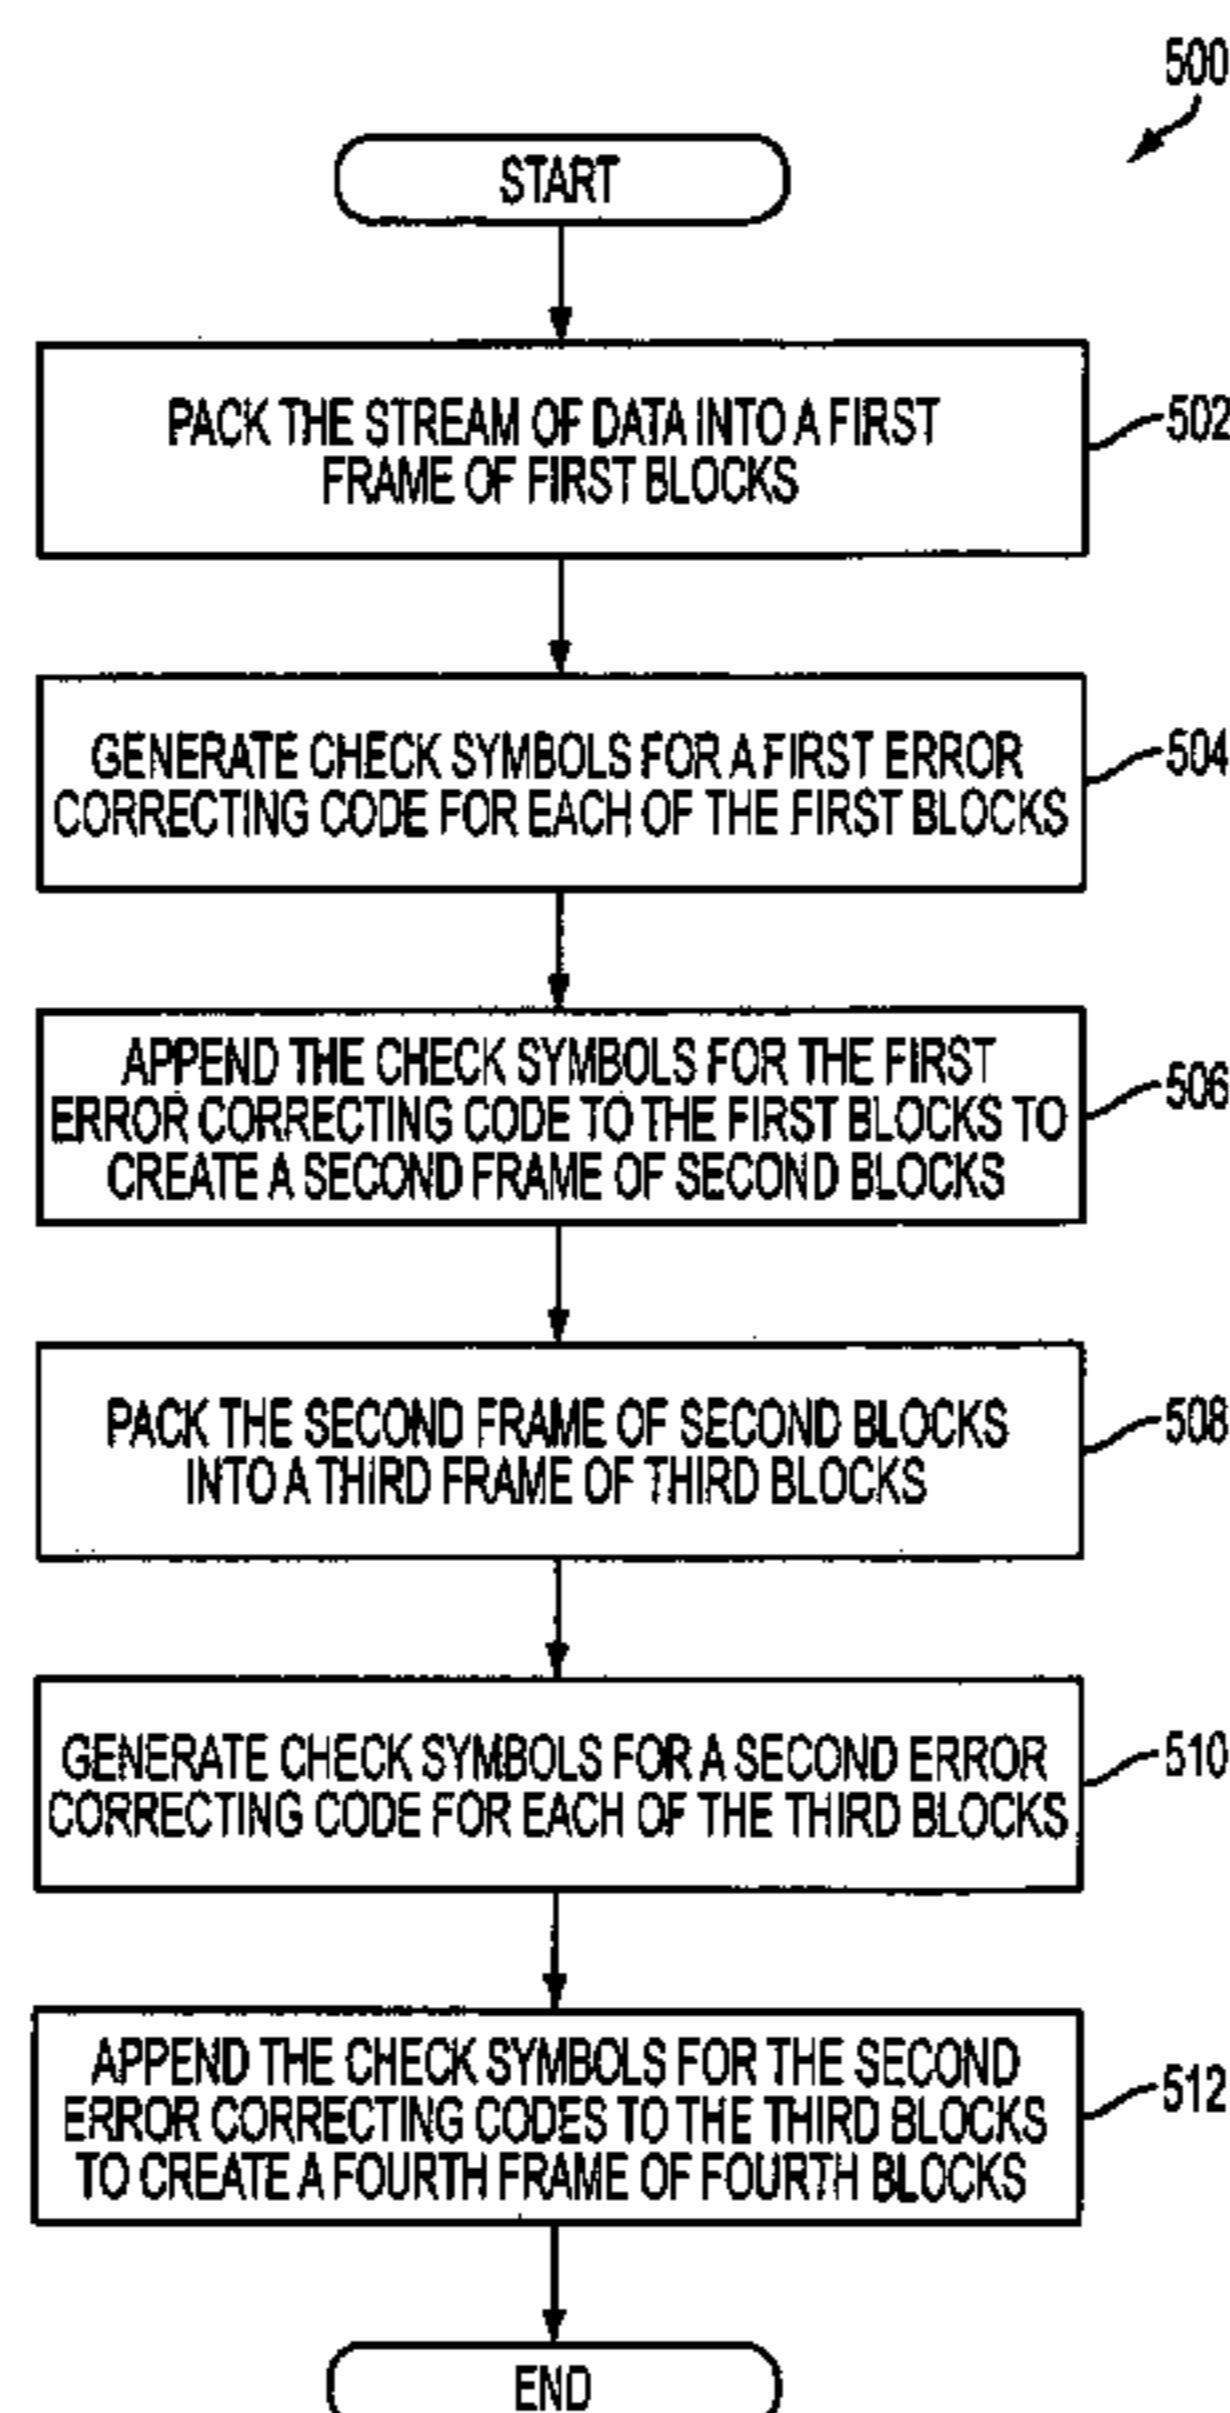 500
START
PACK THE STREAM OF DATA INTO A FIRST
FRAME OF FIRST BLOCKS
502
GENERATE CHECK SYMBOLS FOR A FIRST ERROR
CORRECTING CODE FOR EACH OF THE FIRST BLOCKS
504
APPEND THE CHECK SYMBOLS FOR THE FIRST
ERROR CORRECTING CODE TO THE FIRST BLOCKS TO
CREATE A SECOND FRAME OF SECOND BLOCKS
506
PACK THE SECOND FRAME OF SECOND BLOCKS
INTO A THIRD FRAME OF THIRD BLOCKS
508
GENERATE CHECK SYMBOLS FOR A SECOND ERROR
CORRECTING CODE FOR EACH OF THE THIRD BLOCKS
510
APPEND THE CHECK SYMBOLS FOR THE SECOND
ERROR CORRECTING CODES TO THE THIRD BLOCKS
TO CREATE A FOURTH FRAME OF FOURTH BLOCKS
512
END